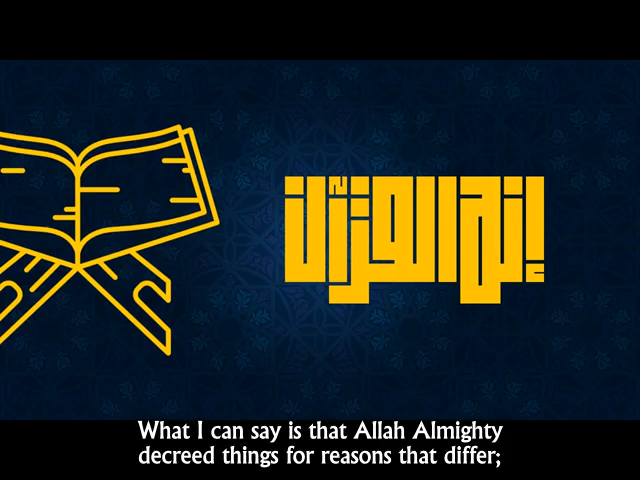 إنه القرآن
What I can say is that Allah Almighty
decreed things for reasons that differ;